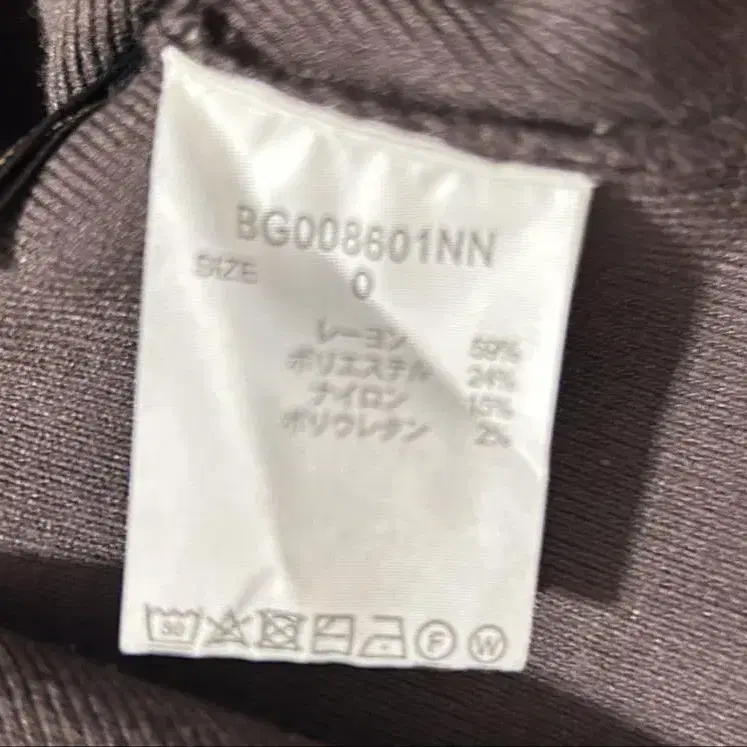 BG008601NN
SIZE 0
レーヨン 59%
ポリエステル 24%
ナイロン 15%
ポリウレタン 2%
30
F W